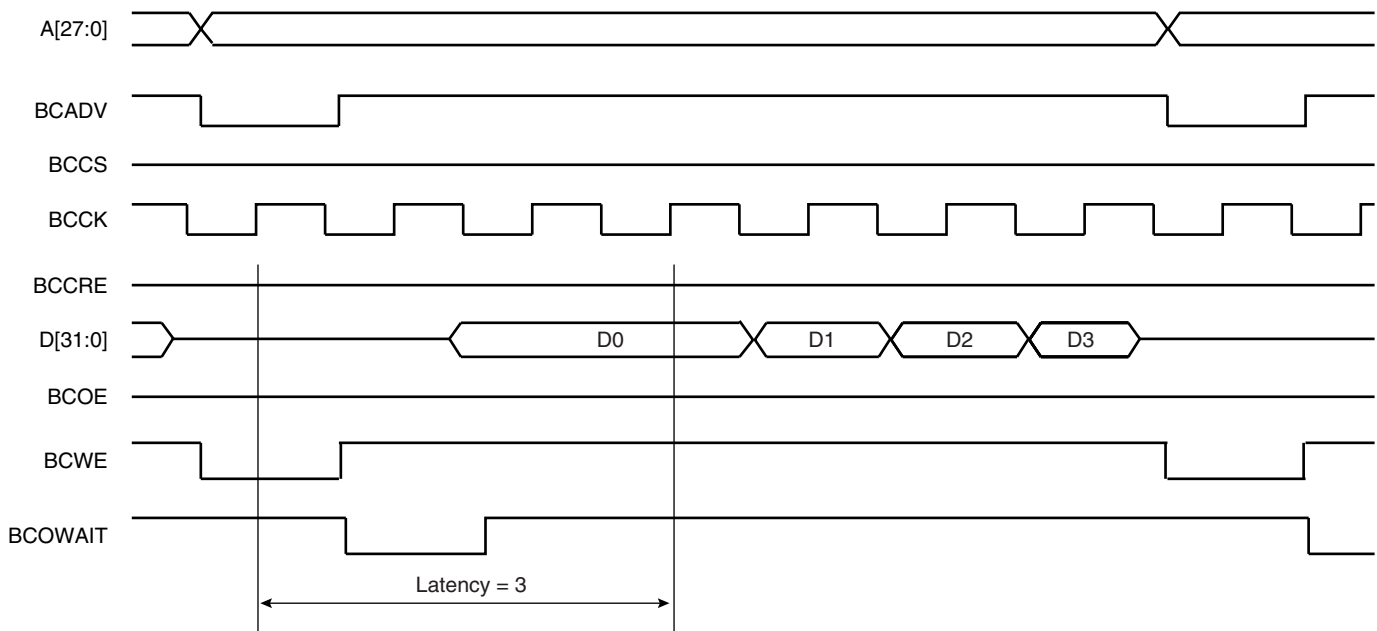 A[27:0]
BCADV
BCCS
BCCK
BCCRE
D[31:0]
D0 D1 D2 D3
BCOE
BCWE
BCOWAIT
Latency = 3